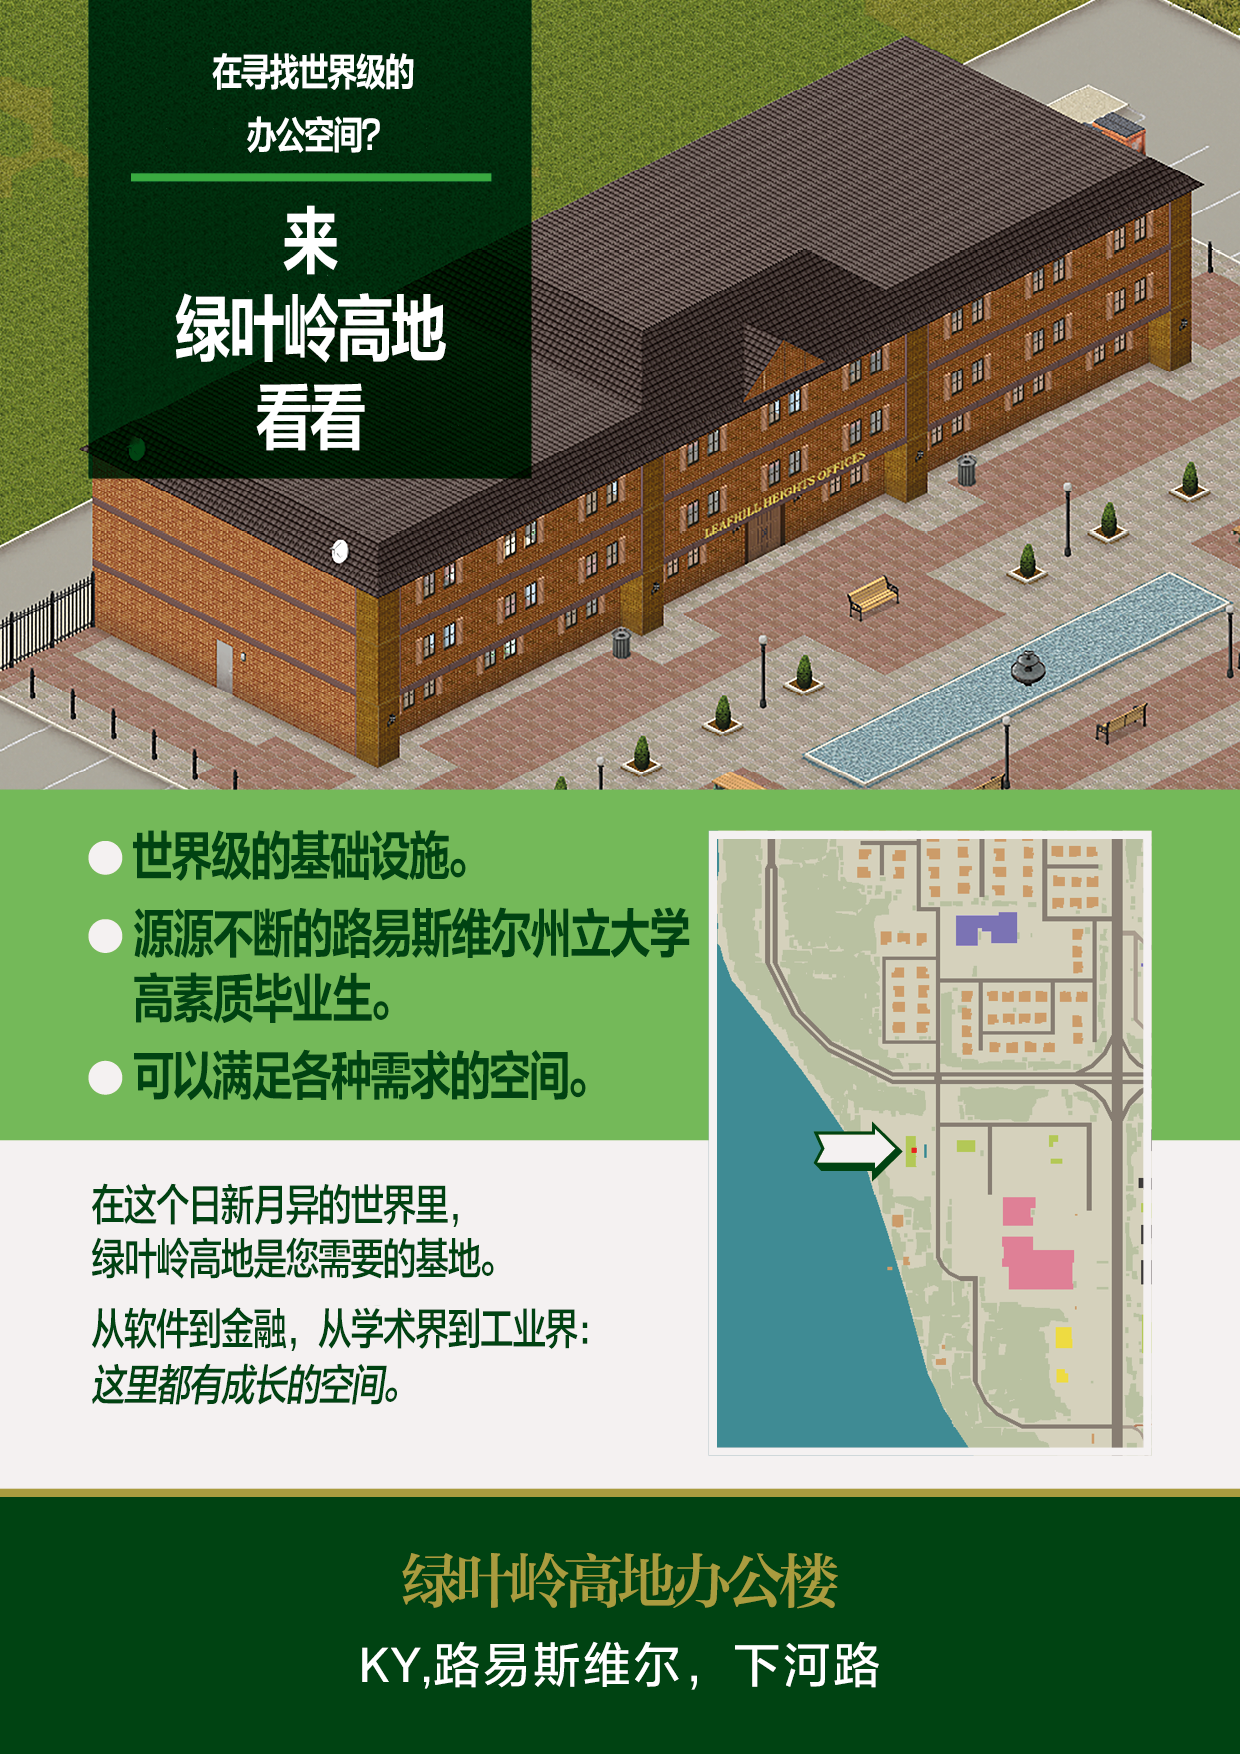 在寻找世界级的
办公空间？
来
绿叶岭高地
看看
LEAFHILL HEIGHTS OFFICES
世界级的基础设施。
源源不断的路易斯维尔州立大学
高素质毕业生。
可以满足各种需求的空间。
在这个日新月异的世界里，
绿叶岭高地是您需要的基地。
从软件到金融，从学术界到工业界：
这里都有成长的空间。
绿叶岭高地办公楼
KY,路易斯维尔，下河路